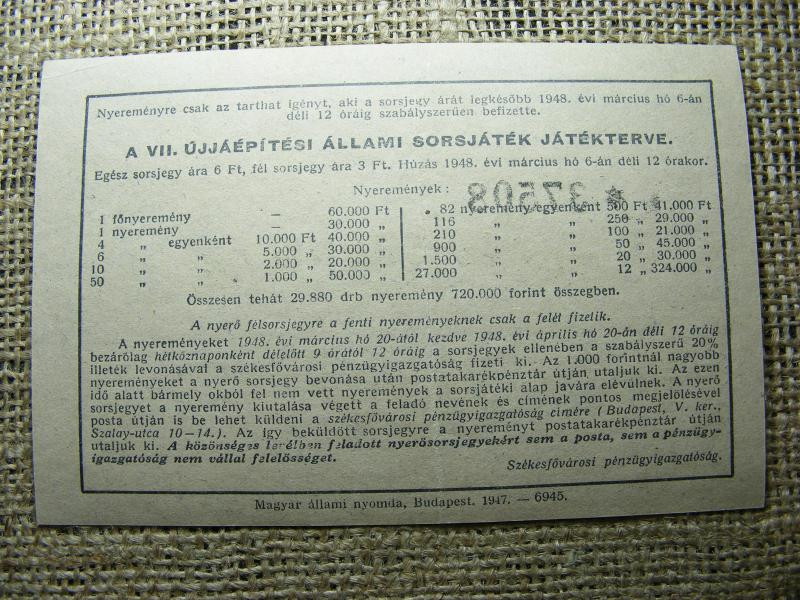 Nyereményre csak az tarthat igényt, aki a sorsjegy árát legkésőbb 1948. évi március hó 6-án
déli 12 óráig szabályszerűen befizette.
A VII. ÚJJÁÉPÍTÉSI ÁLLAMI SORSJÁTÉK JÁTÉKTERVE.
Egész sorsjegy ára 6 Ft, fél sorsjegy ára 3 Ft. Húzás 1948. évi március hó 6-án déli 12 órakor.
Nyeremények :
1 főnyeremény — 60.000 Ft
1 nyeremény — 30.000 „
4 „ egyenként 10.000 Ft 40.000 „
6 „ „ 5.000 „ 30.000 „
10 „ „ 2.000 „ 20.000 „
50 „ „ 1.000 „ 50.000 „
82 nyeremény egyenként 500 Ft 41.000 Ft
116 „ „ 250 „ 29.000 „
210 „ „ 100 „ 21.000 „
900 „ „ 50 „ 45.000 „
1.500 „ „ 20 „ 30.000 „
27.000 „ „ 12 „ 324.000 „
Összesen tehát 29.880 drb nyeremény 720.000 forint összegben.
A nyerő félsorsjegyre a fenti nyereményeknek csak a felét fizetik.
A nyereményeket 1948. évi március hó 20-ától kezdve 1948. évi április hó 20-án déli 12 óráig
bezárólag hétköznaponként délelőtt 9 órától 12 óráig a sorsjegyek ellenében a szabályszerű 20%
illeték levonásával a székesfővárosi pénzügyigazgatóság fizeti ki. Az 1.000 forintnál nagyobb
nyereményeket a nyerő sorsjegy bevonása után postatakarékpénztár útján utaljuk ki. Az ezen
idő alatt bármely okból fel nem vett nyeremények a sorsjátéki alap javára elévülnek. A nyerő
sorsjegyet a nyeremény kiutalása végett a feladó nevének és címének pontos megjelölésével
posta útján is be lehet küldeni a székesfővárosi pénzügyigazgatóság címére (Budapest, V. ker.,
Szalay-utca 10—14.). Az így beküldött sorsjegyre a nyereményt postatakarékpénztár útján
utaljuk ki. A közönséges levélben feladott nyerősorsjegyekért sem a posta, sem a pénzügy-
igazgatóság nem vállal felelősséget.
Székesfővárosi pénzügyigazgatóság.
Magyar állami nyomda, Budapest. 1947. — 6945.